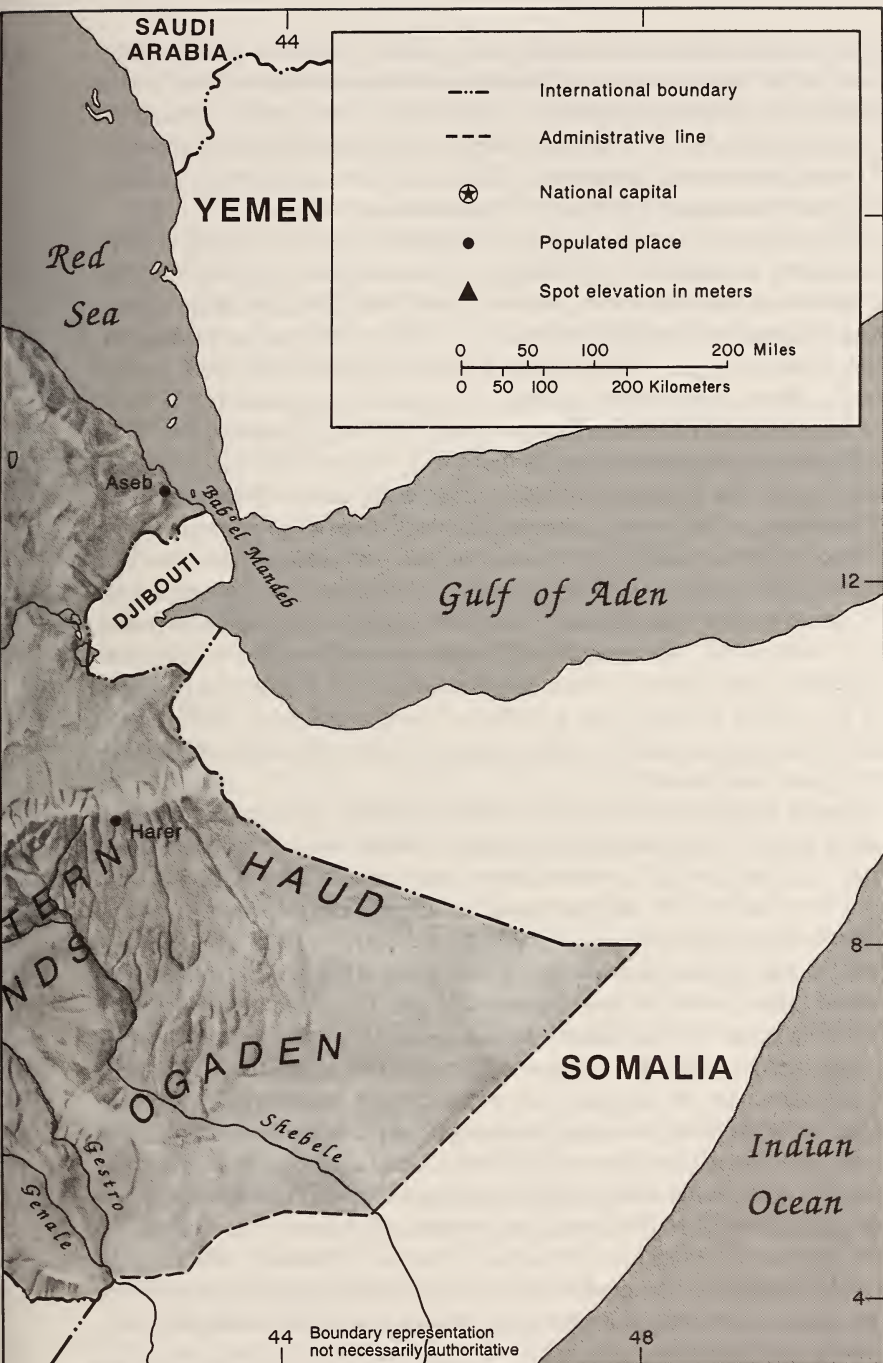 SAUDI
ARABIA
44
International boundary
Administrative line
National capital
Populated place
Spot elevation in meters
0 50 100 200 Miles
0 50 100 200 Kilometers
YEMEN
Red
Sea
Aseb
Bab el Mandeb
DJIBOUTI
Gulf of Aden
12
Harer
HAUD
TERN
NDS
8
OGADEN
SOMALIA
Shebele
Gestro
Genale
Indian
Ocean
4
44
Boundary representation
not necessarily authoritative
48